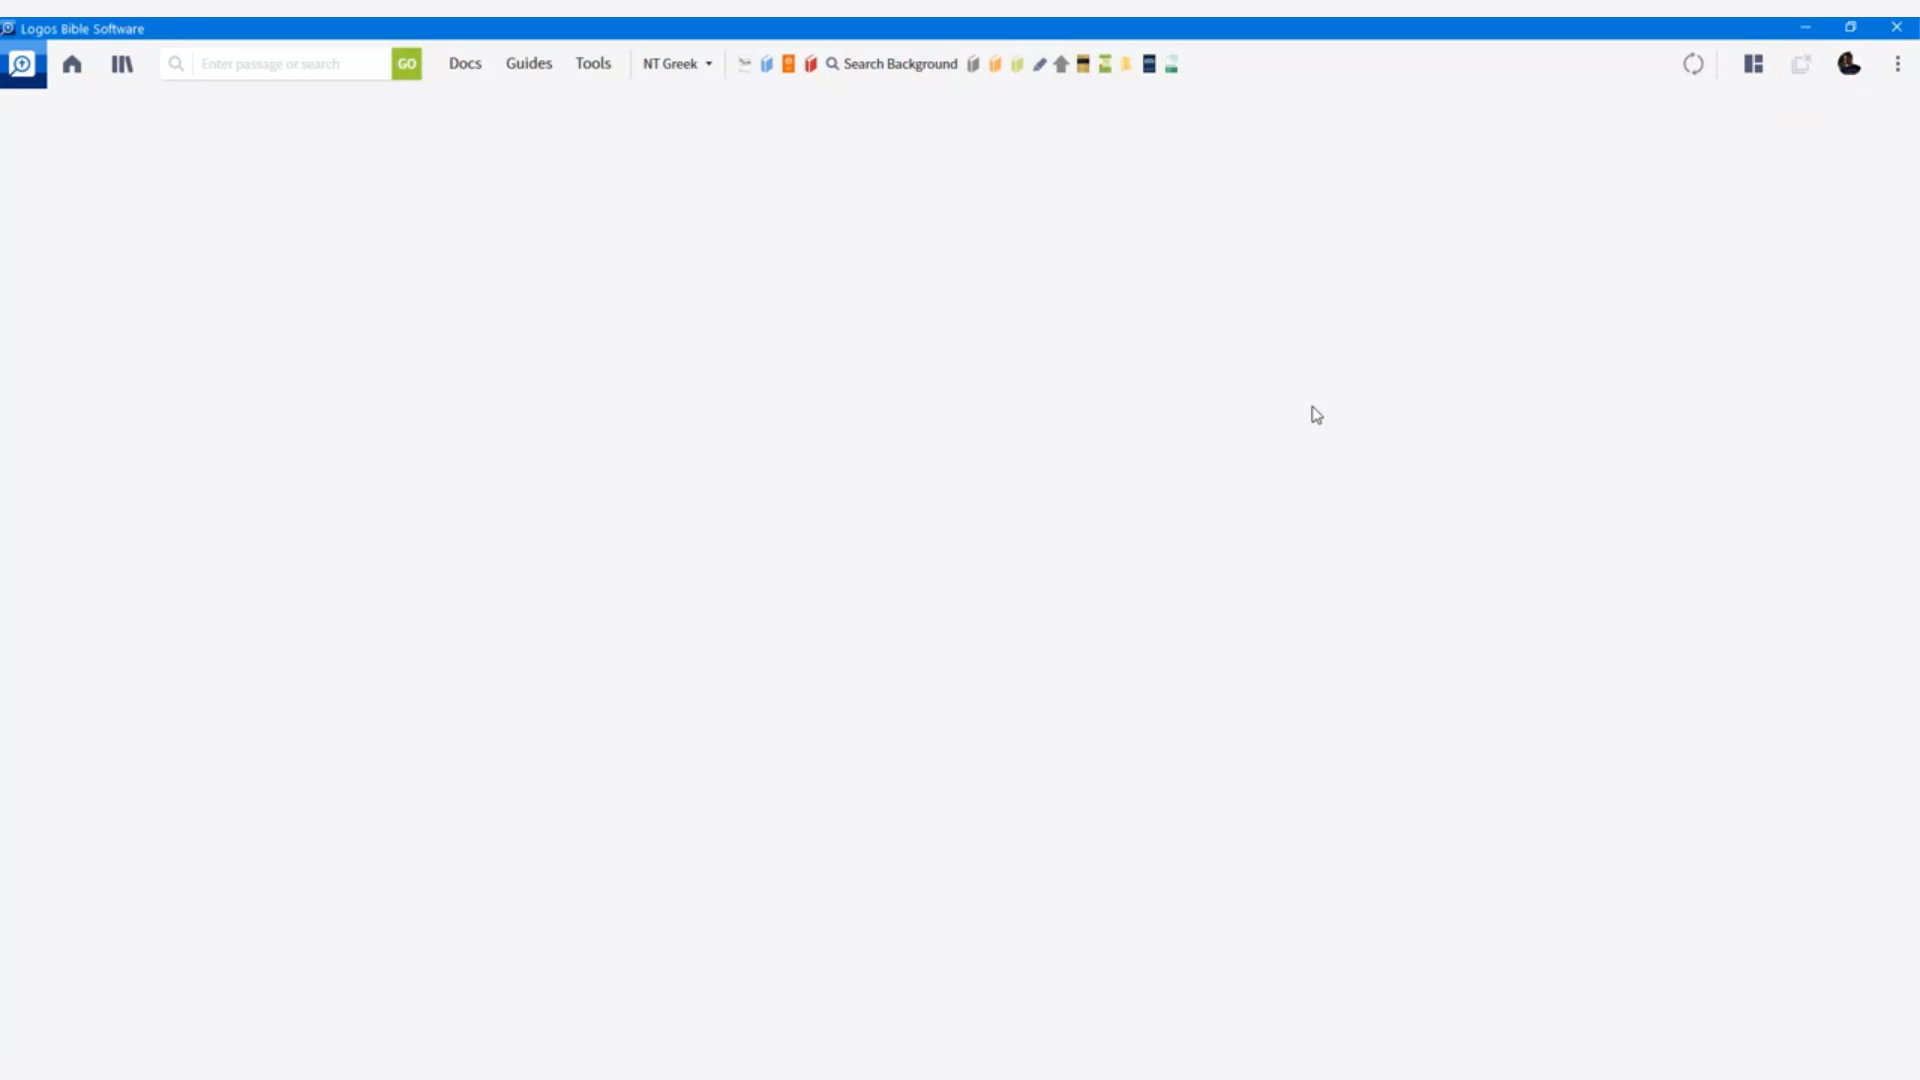 Logos Bible Software
Enter passage or search GO Docs Guides Tools NT Greek Search Background